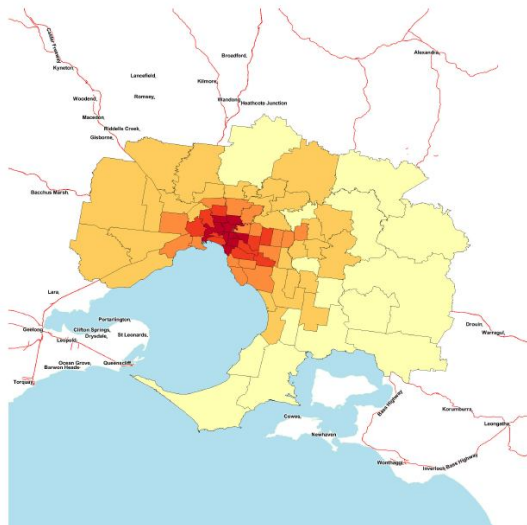 Calder Freeway
Kyneton,
Lancefield,
Broadford,
Alexandra,
Kilmore,
Woodend,
Romsey,
Wandong,
Heathcote Junction
Macedon,
Riddells Creek,
Gisborne,
Bacchus Marsh,
Lara,
Portarlington,
Geelong,
Clifton Springs,
Drysdale,
St Leonards,
Leopold,
Drouin,
Warragul,
Ocean Grove,
Queenscliff,
Barwon Heads-
Torquay,
Cowes,
Newhaven
Bass Highway
Korumburra,
Leongatha,
Wonthaggi,
Inverloch,
Bass Highway